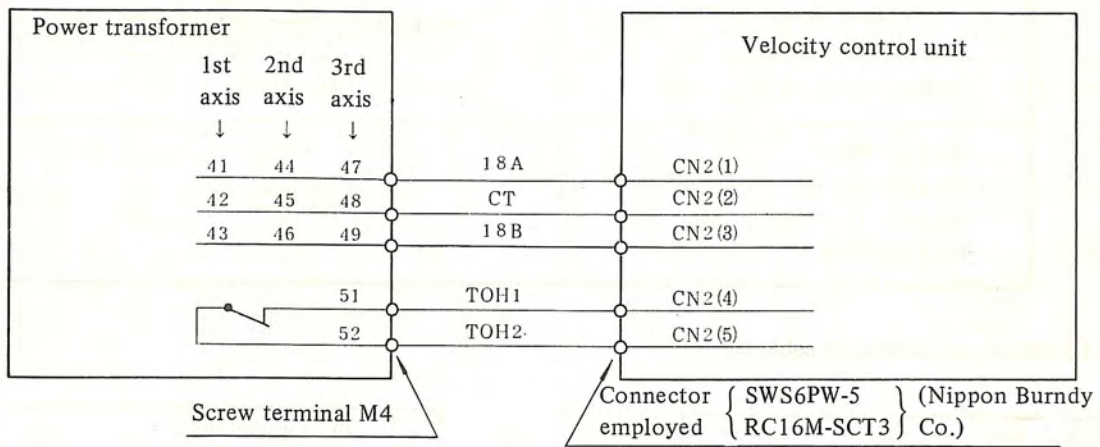 Power transformer
Velocity control unit
1st 2nd 3rd
axis axis axis
↓ ↓ ↓
41 44 47 18A CN2(1)
42 45 48 CT CN2(2)
43 46 49 18B CN2(3)
51 TOH1 CN2(4)
52 TOH2 CN2(5)
Screw terminal M4
Connector { SWS6PW-5 } (Nippon Burndy
employed { RC16M-SCT3 } Co.)